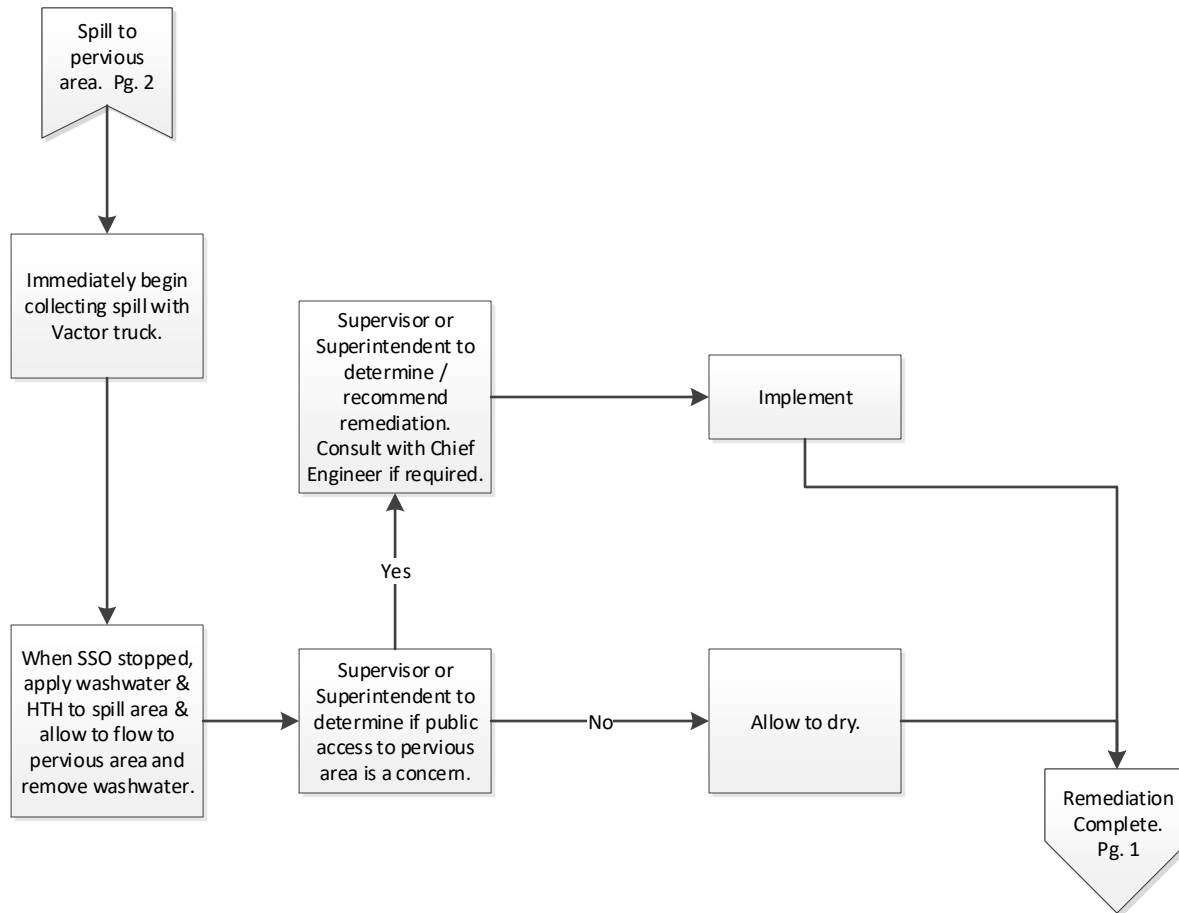 Spill to
pervious
area.  Pg. 2
Immediately begin
collecting spill with
Vactor truck.
When SSO stopped,
apply washwater &
HTH to spill area &
allow to flow to
pervious area and
remove washwater.
Supervisor or
Superintendent to
determine if public
access to pervious
area is a concern.
Yes
Supervisor or
Superintendent to
determine /
recommend
remediation.
Consult with Chief
Engineer if required.
Implement
No
Allow to dry.
Remediation
Complete.
Pg. 1